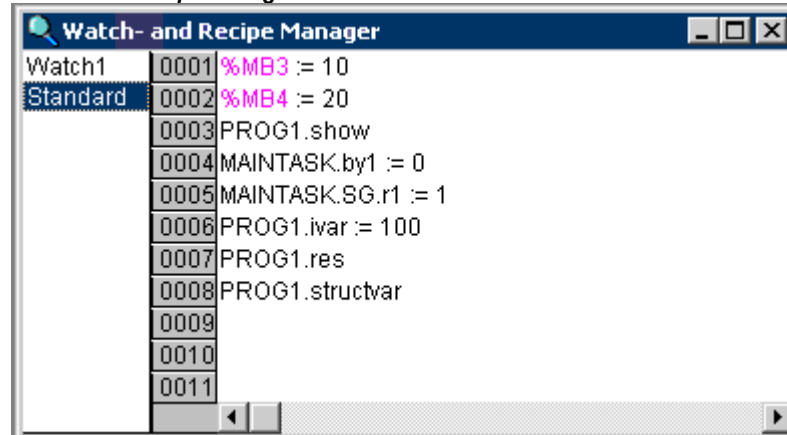 Watch- and Recipe Manager
Watch1
Standard
0001 %MB3 := 10
0002 %MB4 := 20
0003 PROG1.show
0004 MAINTASK.by1 := 0
0005 MAINTASK.SG.r1 := 1
0006 PROG1.ivar := 100
0007 PROG1.res
0008 PROG1.structvar
0009
0010
0011